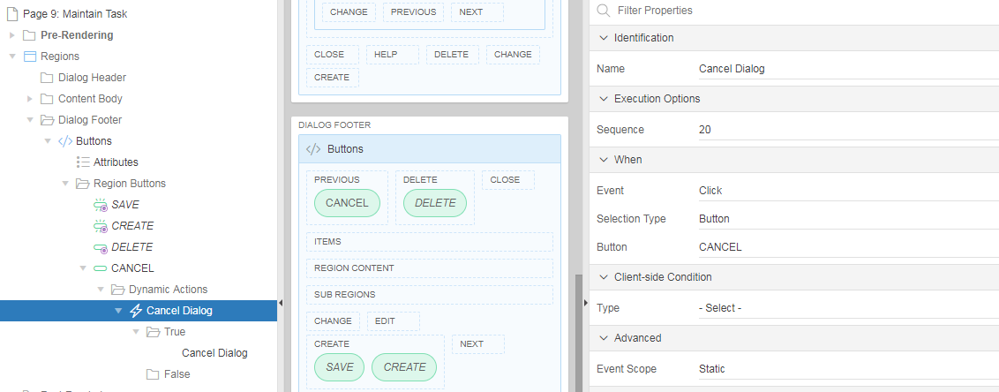 Page 9: Maintain Task
Pre-Rendering
Regions
Dialog Header
Content Body
Dialog Footer
Buttons
Attributes
Region Buttons
SAVE
CREATE
DELETE
CANCEL
Dynamic Actions
Cancel Dialog
True
Cancel Dialog
False
CHANGE PREVIOUS NEXT
CLOSE HELP DELETE CHANGE
CREATE
DIALOG FOOTER
Buttons
PREVIOUS DELETE CLOSE
CANCEL DELETE
ITEMS
REGION CONTENT
SUB REGIONS
CHANGE EDIT
CREATE NEXT
SAVE CREATE
Filter Properties
Identification
Name Cancel Dialog
Execution Options
Sequence 20
When
Event Click
Selection Type Button
Button CANCEL
Client-side Condition
Type - Select -
Advanced
Event Scope Static